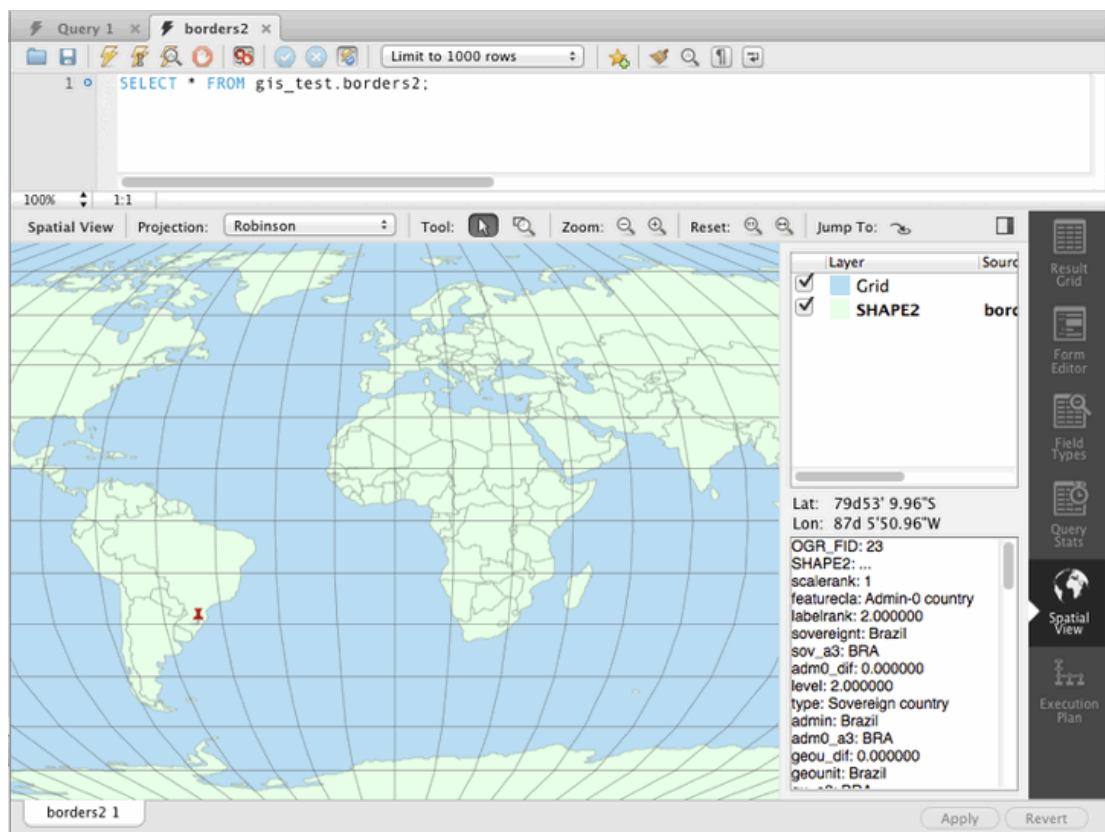 Query 1
borders2
Limit to 1000 rows
1
SELECT * FROM gis_test.borders2;
100%
1:1
Spatial View
Projection:
Robinson
Tool:
Zoom:
Reset:
Jump To:
Layer
Sourc
Grid
SHAPE2
bord
Lat: 79d53' 9.96"S
Lon: 87d 5'50.96"W
OGR_FID: 23
SHAPE2: ...
scalerank: 1
featurecla: Admin-0 country
labelrank: 2.000000
sovereignt: Brazil
sov_a3: BRA
adm0_dif: 0.000000
level: 2.000000
type: Sovereign country
admin: Brazil
adm0_a3: BRA
geou_dif: 0.000000
geounit: Brazil
Result
Grid
Form
Editor
Field
Types
Query
Stats
Spatial
View
Execution
Plan
borders2 1
Apply
Revert